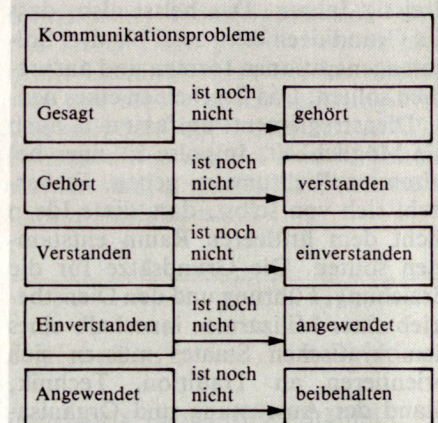 Kommunikationsprobleme
ist noch
Gesagt nicht gehört
ist noch
Gehört nicht verstanden
ist noch
Verstanden nicht einverstanden
ist noch
Einverstanden nicht angewendet
ist noch
Angewendet nicht beibehalten